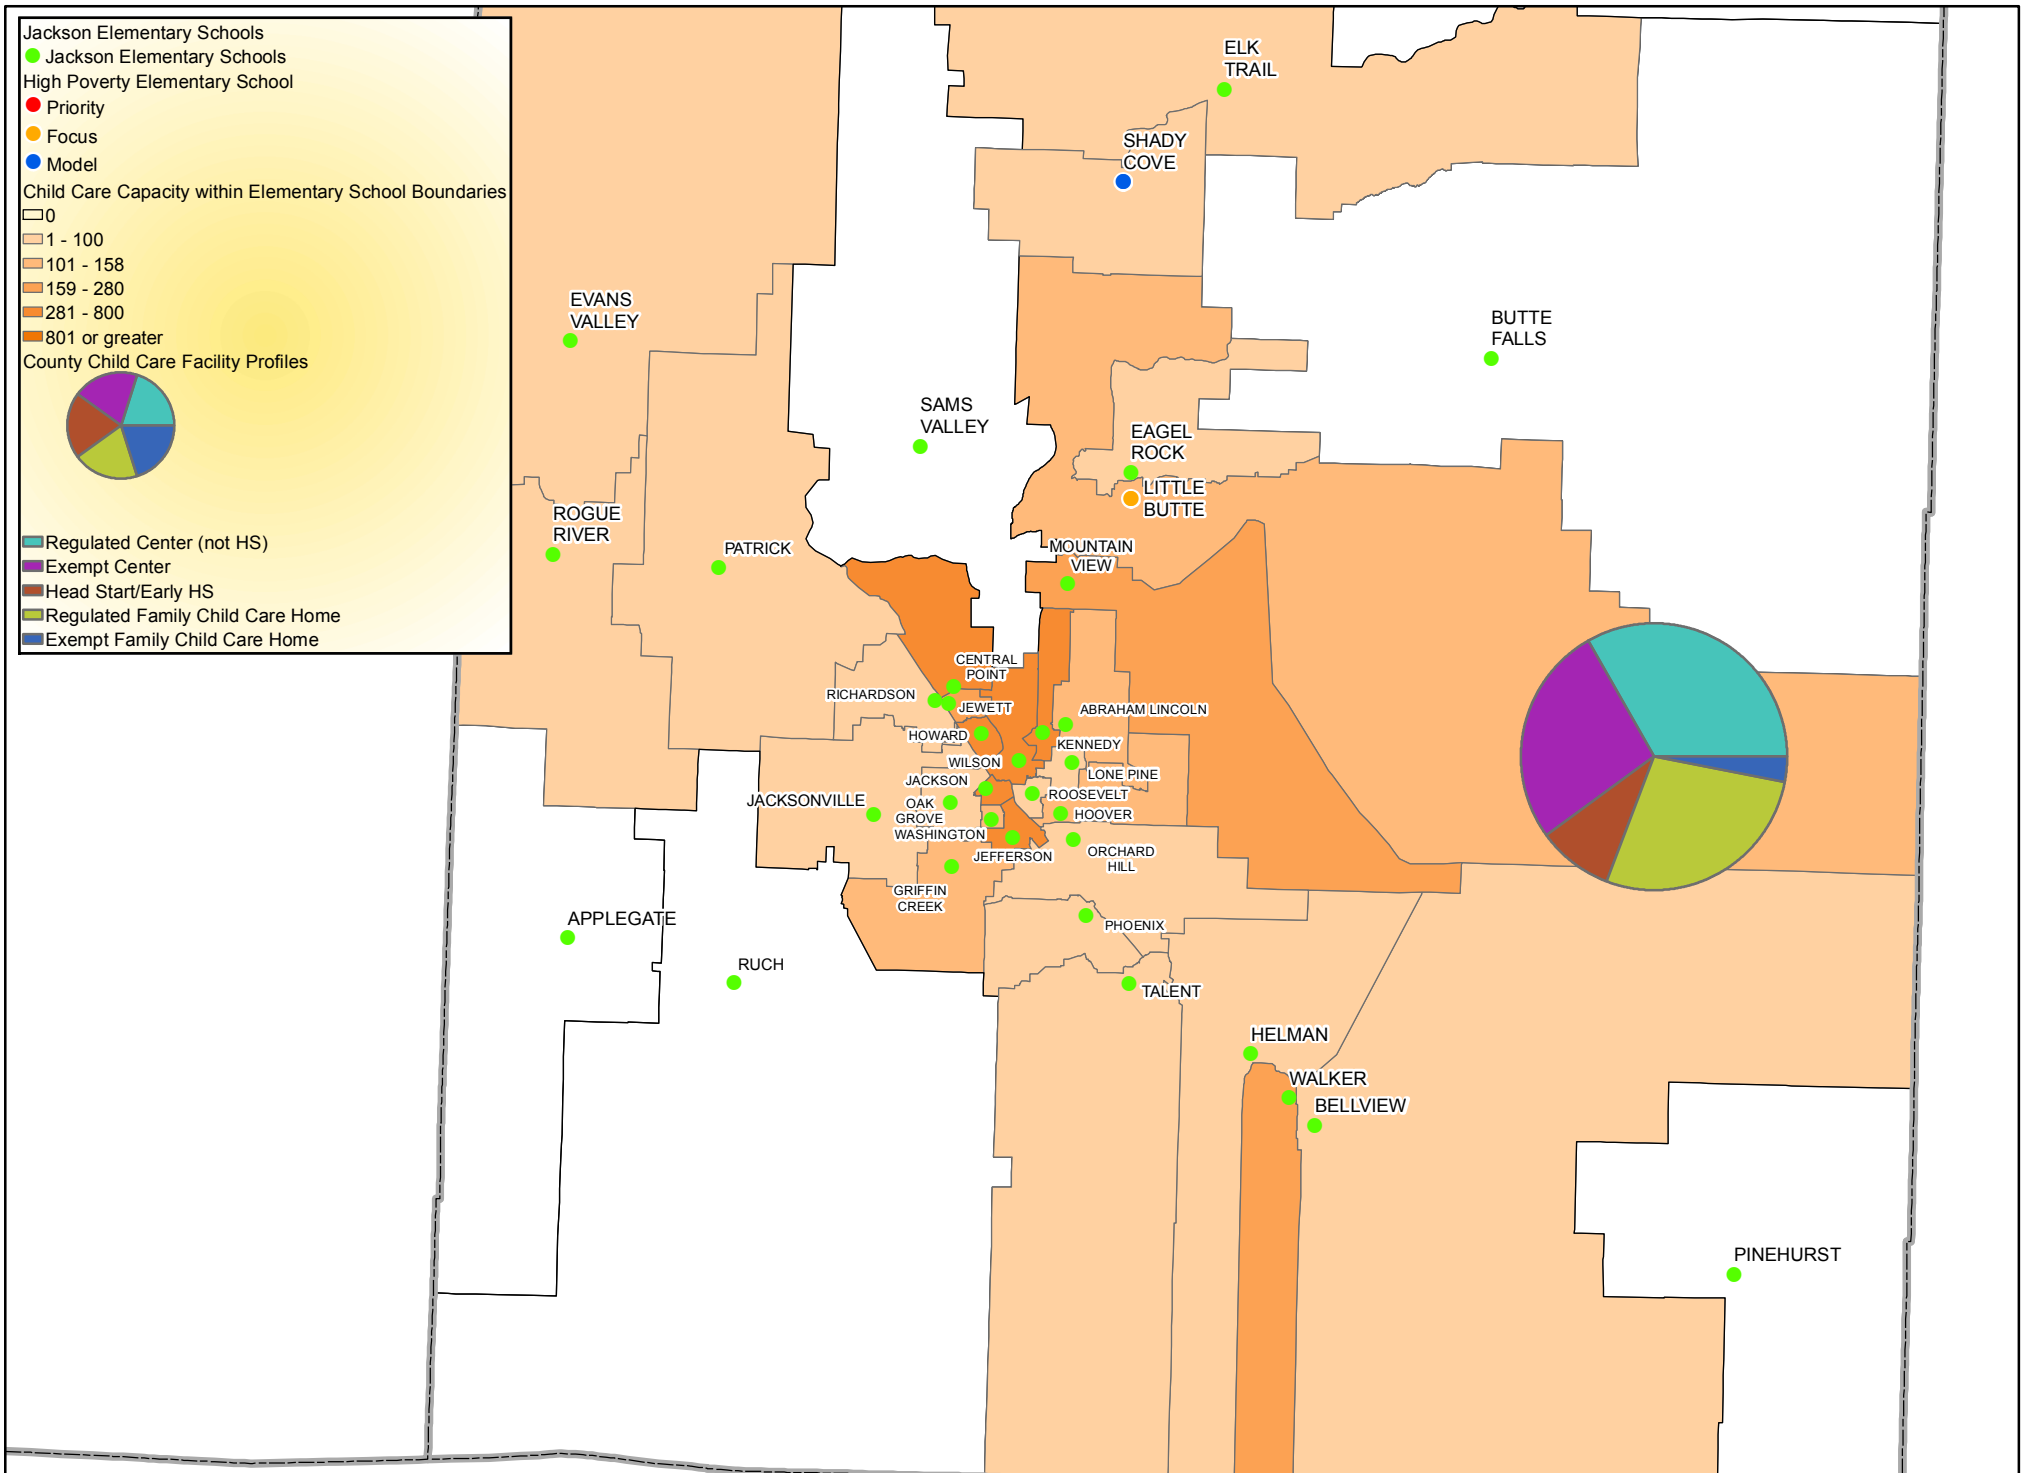 Jackson Elementary Schools
Jackson Elementary Schools
High Poverty Elementary School
Priority
Focus
Model
Child Care Capacity within Elementary School Boundaries
0
1 - 100
101 - 158
159 - 280
281 - 800
801 or greater
County Child Care Facility Profiles
Regulated Center (not HS)
Exempt Center
Head Start/Early HS
Regulated Family Child Care Home
Exempt Family Child Care Home
ELK
TRAIL
SHADY
COVE
EVANS
VALLEY
BUTTE
FALLS
SAMS
VALLEY
EAGEL
ROCK
LITTLE
BUTTE
ROGUE
RIVER
PATRICK
MOUNTAIN
VIEW
CENTRAL
POINT
RICHARDSON
JEWETT
ABRAHAM LINCOLN
HOWARD
KENNEDY
WILSON
LONE PINE
JACKSON
ROOSEVELT
JACKSONVILLE
OAK
GROVE
HOOVER
WASHINGTON
JEFFERSON
ORCHARD
HILL
GRIFFIN
CREEK
APPLEGATE
PHOENIX
RUCH
TALENT
HELMAN
WALKER
BELLVIEW
PINEHURST